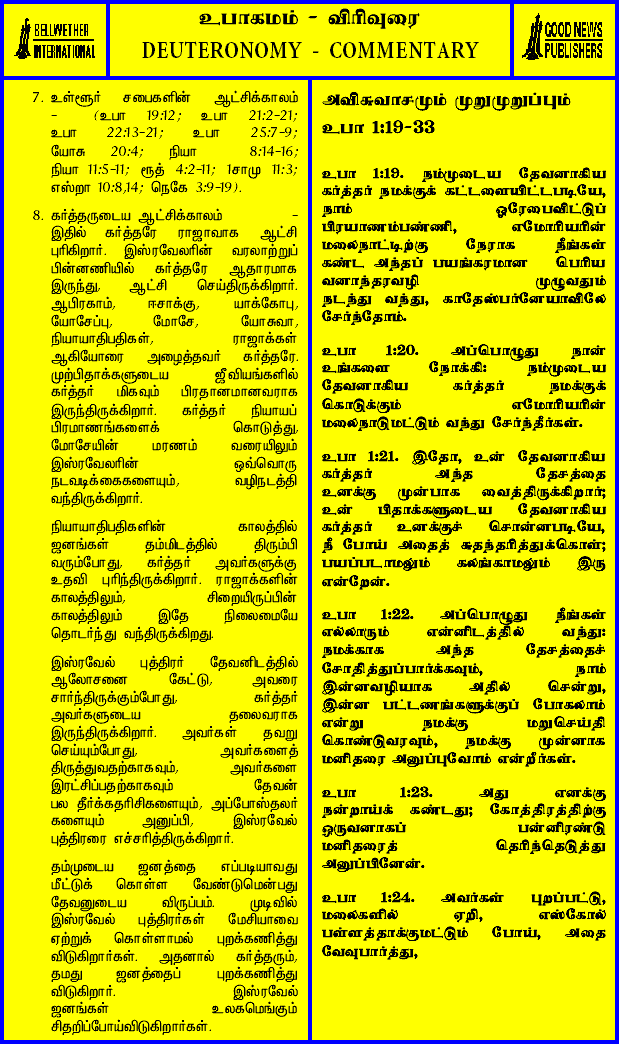 BELLWETHER
INTERNATIONAL
உபாகமம் - விரிவுரை
DEUTERONOMY - COMMENTARY
GOOD NEWS
PUBLISHERS
7. உள்ளூர் சபைகளின் ஆட்சிக்காலம்
- (உபா 19:12; உபா 21:2-21;
உபா 22:13-21; உபா 25:7-9;
யோசு 20:4; நியா 8:14-16;
நியா 11:5-11; ரூத் 4:2-11; 1சாமு 11:3;
எஸ்றா 10:8,14; நெகே 3:9-19).
8. கர்த்தருடைய ஆட்சிக்காலம் -
இதில் கர்த்தரே ராஜாவாக ஆட்சி
புரிகிறார். இஸ்ரவேலின் வரலாற்றுப்
பின்னணியில் கர்த்தரே ஆதாரமாக
இருந்து, ஆட்சி செய்திருக்கிறார்.
ஆபிரகாம், ஈசாக்கு, யாக்கோபு,
யோசேப்பு, மோசே, யோசுவா,
நியாயாதிபதிகள், ராஜாக்கள்
ஆகியோரை அழைத்தவர் கர்த்தரே.
முற்பிதாக்களுடைய ஜீவியங்களில்
கர்த்தர் மிகவும் பிரதானமானவராக
இருந்திருக்கிறார். கர்த்தர் நியாயப்
பிரமாணங்களைக் கொடுத்து,
மோசேயின் மரணம் வரையிலும்
இஸ்ரவேலரின் ஒவ்வொரு
நடவடிக்கைகளையும், வழிநடத்தி
வந்திருக்கிறார்.
நியாயாதிபதிகளின் காலத்தில்
ஜனங்கள் தம்மிடத்தில் திரும்பி
வரும்போது, கர்த்தர் அவர்களுக்கு
உதவி புரிந்திருக்கிறார். ராஜாக்களின்
காலத்திலும், சிறையிருப்பின்
காலத்திலும் இதே நிலைமையே
தொடர்ந்து வந்திருக்கிறது.
இஸ்ரவேல் புத்திரர் தேவனிடத்தில்
ஆலோசனை கேட்டு, அவரை
சார்ந்திருக்கும்போது, கர்த்தர்
அவர்களுடைய தலைவராக
இருந்திருக்கிறார். அவர்கள் தவறு
செய்யும்போது, அவர்களைத்
திருத்துவதற்காகவும், அவர்களை
இரட்சிப்பதற்காகவும் தேவன்
பல தீர்க்கதரிசிகளையும், அப்போஸ்தலர்
களையும் அனுப்பி, இஸ்ரவேல்
புத்திரரை எச்சரித்திருக்கிறார்.
தம்முடைய ஜனத்தை எப்படியாவது
மீட்டுக் கொள்ள வேண்டுமென்பது
தேவனுடைய விருப்பம். முடிவில்
இஸ்ரவேல் புத்திரர்கள் மேசியாவை
ஏற்றுக் கொள்ளாமல் புறக்கணித்து
விடுகிறார்கள். அதனால் கர்த்தரும்,
தமது ஜனத்தைப் புறக்கணித்து
விடுகிறார். இஸ்ரவேல்
ஜனங்கள் உலகமெங்கும்
சிதறிப்போய்விடுகிறார்கள்.
அவிசுவாசமும் முறுமுறுப்பும்
உபா 1:19-33
உபா 1:19. நம்முடைய தேவனாகிய
கர்த்தர் நமக்குக் கட்டளையிட்டபடியே,
நாம் ஓரேபைவிட்டுப்
பிரயாணம்பண்ணி, எமோரியரின்
மலைநாட்டிற்கு நேராக நீங்கள்
கண்ட அந்தப் பயங்கரமான பெரிய
வனாந்தரவழி முழுவதும்
நடந்து வந்து, காதேஸ்பர்னேயாவிலே
சேர்ந்தோம்.
உபா 1:20. அப்பொழுது நான்
உங்களை நோக்கி: நம்முடைய
தேவனாகிய கர்த்தர் நமக்குக்
கொடுக்கும் எமோரியரின்
மலைநாடுமட்டும் வந்து சேர்ந்தீர்கள்.
உபா 1:21. இதோ, உன் தேவனாகிய
கர்த்தர் அந்த தேசத்தை
உனக்கு முன்பாக வைத்திருக்கிறார்;
உன் பிதாக்களுடைய தேவனாகிய
கர்த்தர் உனக்குச் சொன்னபடியே,
நீ போய் அதைத் சுதந்தரித்துக்கொள்;
பயப்படாமலும் கலங்காமலும் இரு
என்றேன்.
உபா 1:22. அப்பொழுது நீங்கள்
எல்லாரும் என்னிடத்தில் வந்து:
நமக்காக அந்த தேசத்தைச்
சோதித்துப்பார்க்கவும், நாம்
இன்னவழியாக அதில் சென்று,
இன்ன பட்டணங்களுக்குப் போகலாம்
என்று நமக்கு மறுசெய்தி
கொண்டுவரவும், நமக்கு முன்னாக
மனிதரை அனுப்புவோம் என்றீர்கள்.
உபா 1:23. அது எனக்கு
நன்றாய்க் கண்டது; கோத்திரத்திற்கு
ஒருவனாகப் பன்னிரண்டு
மனிதரைத் தெரிந்தெடுத்து
அனுப்பினேன்.
உபா 1:24. அவர்கள் புறப்பட்டு,
மலைகளில் ஏறி, எஸ்கோல்
பள்ளத்தாக்குமட்டும் போய், அதை
வேவுபார்த்து,